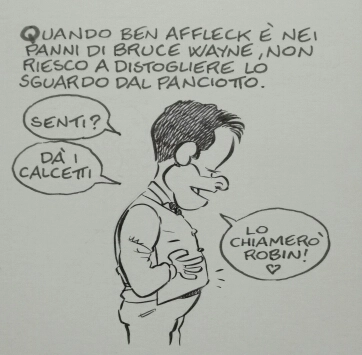 QUANDO BEN AFFLECK È NEI
PANNI DI BRUCE WAYNE, NON
RIESCO A DISTOGLIERE LO
SGUARDO DAL PANCIOTTO.
SENTI?
DÀ I
CALCETTI
LO
CHIAMERÒ
ROBIN!